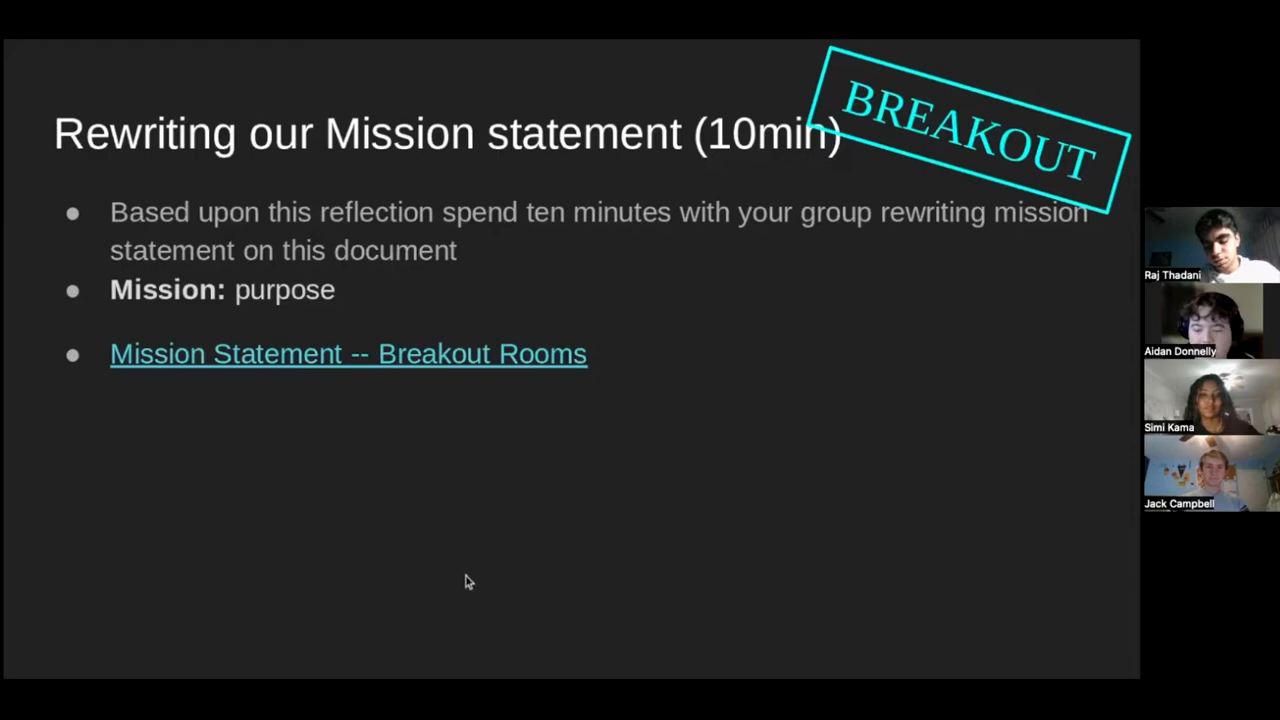 BREAKOUT
Rewriting our Mission statement (10min)
● Based upon this reflection spend ten minutes with your group rewriting mission
statement on this document
● Mission: purpose
● Mission Statement -- Breakout Rooms
Raj Thadani
Aidan Donnelly
Simi Kama
Jack Campbell